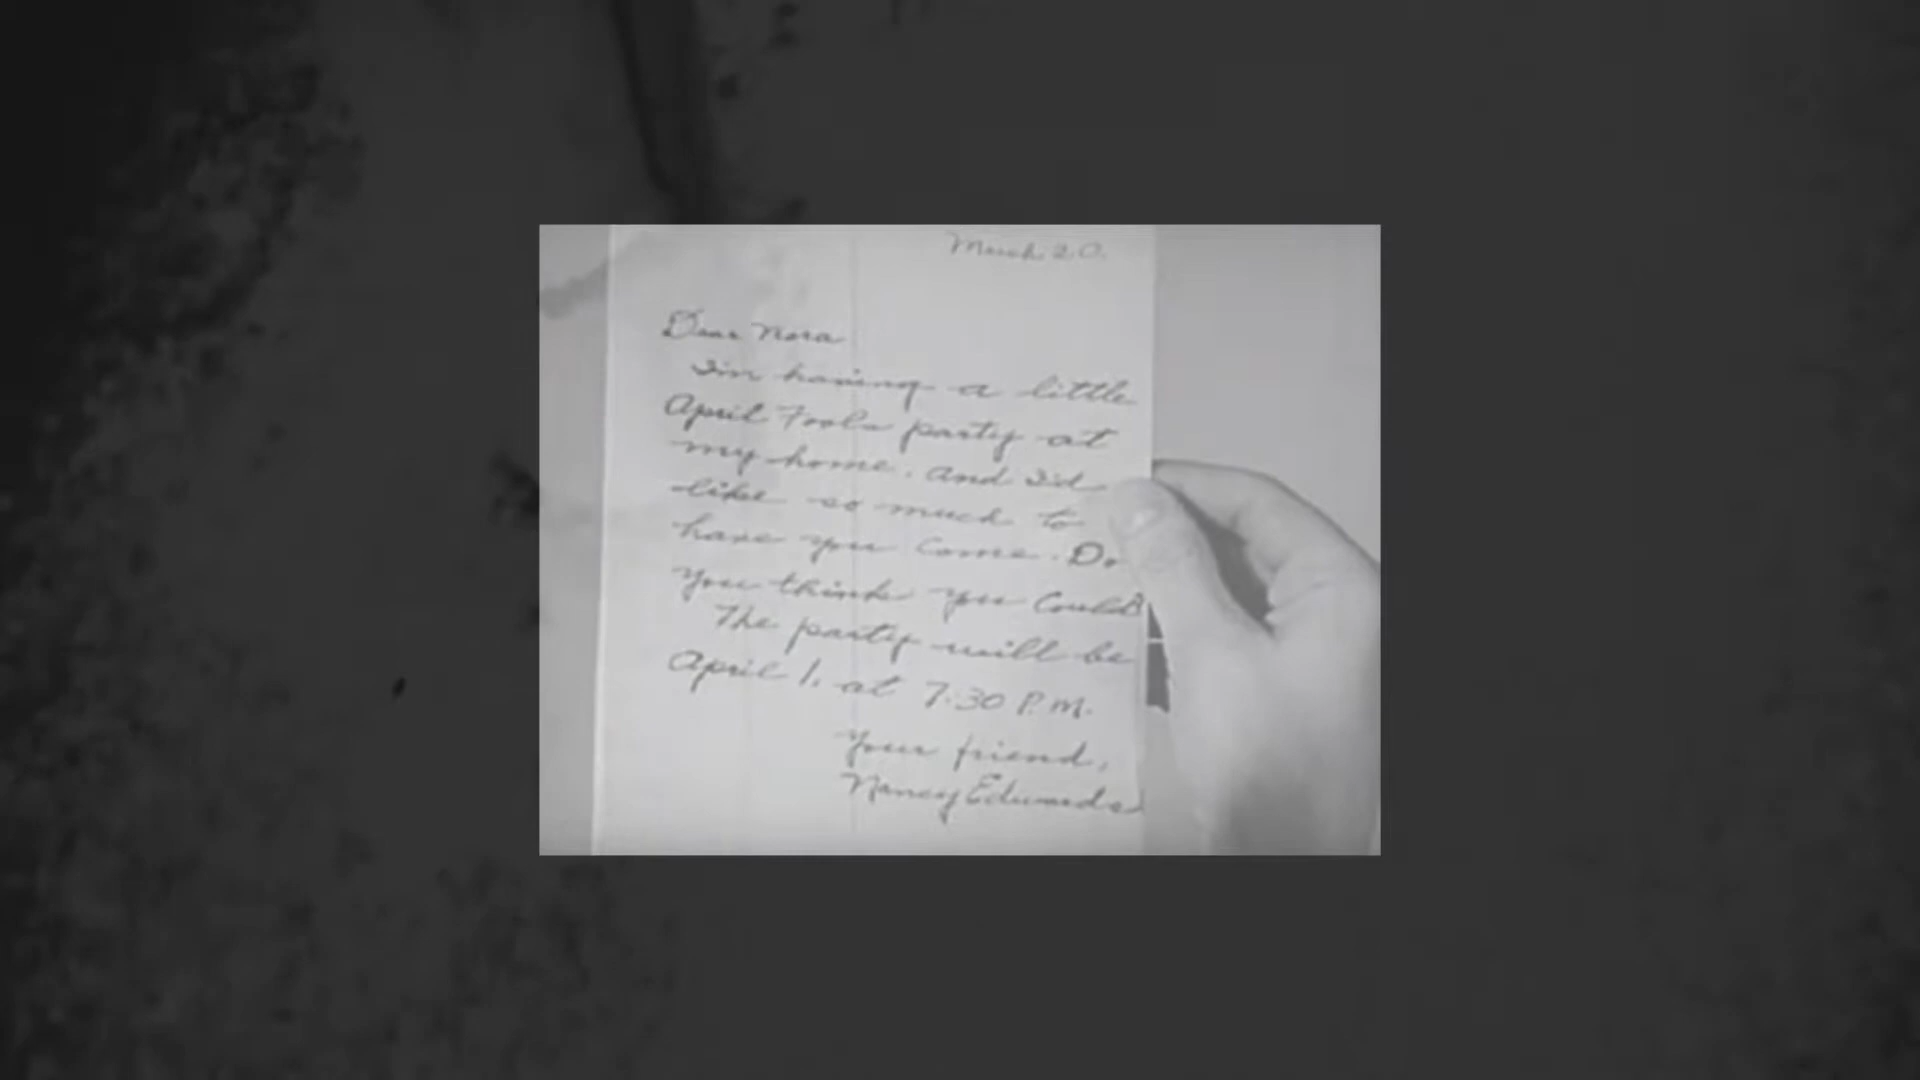 March 20.
Dear Nora
I'm having a little
April Fools party at
my home. And I'd
like so much to
have you come. Do
you think you could?
The party will be
April 1, at 7:30 P.M.
Your friend,
Nancy Edwards